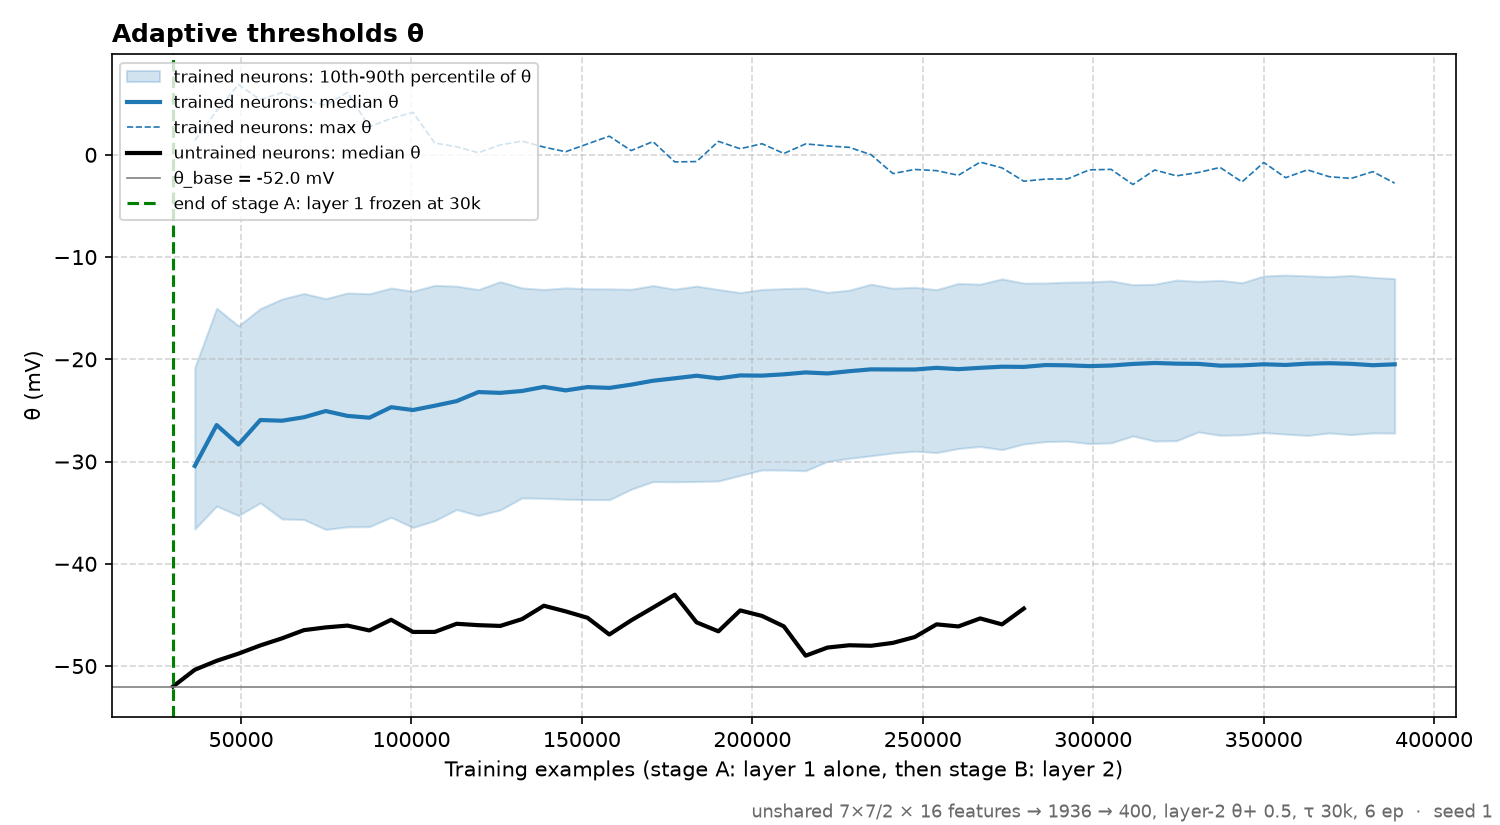 Adaptive thresholds θ
trained neurons: 10th-90th percentile of θ
trained neurons: median θ
trained neurons: max θ
untrained neurons: median θ
θ_base = -52.0 mV
end of stage A: layer 1 frozen at 30k
0
−10
−20
−30
−40
−50
θ (mV)
50000 100000 150000 200000 250000 300000 350000 400000
Training examples (stage A: layer 1 alone, then stage B: layer 2)
unshared 7×7/2 × 16 features → 1936 → 400, layer-2 θ+ 0.5, τ 30k, 6 ep · seed 1